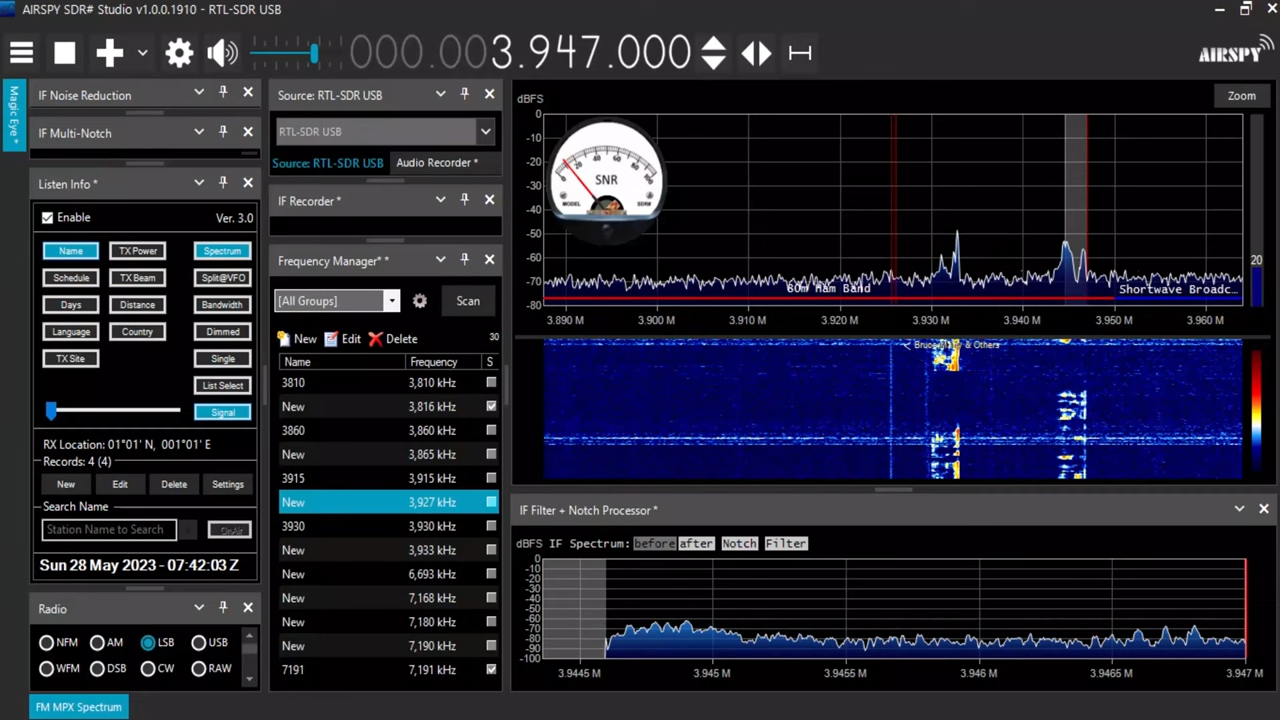 AIRSPY SDR# Studio v1.0.0.1910 - RTL-SDR USB
000.003.947.000
AIRSPY
Magic Eye *
IF Noise Reduction
IF Multi-Notch
Listen Info *
Enable Ver. 3.0
Name TX Power Spectrum
Schedule TX Beam Split@VFO
Days Distance Bandwidth
Language Country Dimmed
TX Site Single
List Select
Signal
RX Location: 01°01' N, 001°01' E
Records: 4 (4)
New Edit Delete Settings
Search Name
Station Name to Search
Sun 28 May 2023 - 07:42:03 Z
Radio
NFM AM LSB USB
WFM DSB CW RAW
FM MPX Spectrum
Source: RTL-SDR USB
RTL-SDR USB
Source: RTL-SDR USB Audio Recorder *
IF Recorder *
Frequency Manager* *
[All Groups] Scan
New Edit Delete 30
Name Frequency S
3810 3,810 kHz
New 3,816 kHz
3860 3,860 kHz
New 3,865 kHz
3915 3,915 kHz
New 3,927 kHz
3930 3,930 kHz
New 3,933 kHz
New 6,693 kHz
New 7,168 kHz
New 7,180 kHz
New 7,190 kHz
7191 7,191 kHz
dBFS Zoom
0
-10
-20
-30
-40
-50
-60
-70
-80
SNR
0 20 40 60 80 100
MODEL SDR#
20
80m Ham Band Shortwave Broadc...
3.890 M 3.900 M 3.910 M 3.920 M 3.930 M 3.940 M 3.950 M 3.960 M
& Others
IF Filter + Notch Processor *
dBFS IF Spectrum: before after Notch Filter
0
-10
-20
-30
-40
-50
-60
-70
-80
-90
-100
3.9445 M 3.945 M 3.9455 M 3.946 M 3.9465 M 3.947 M